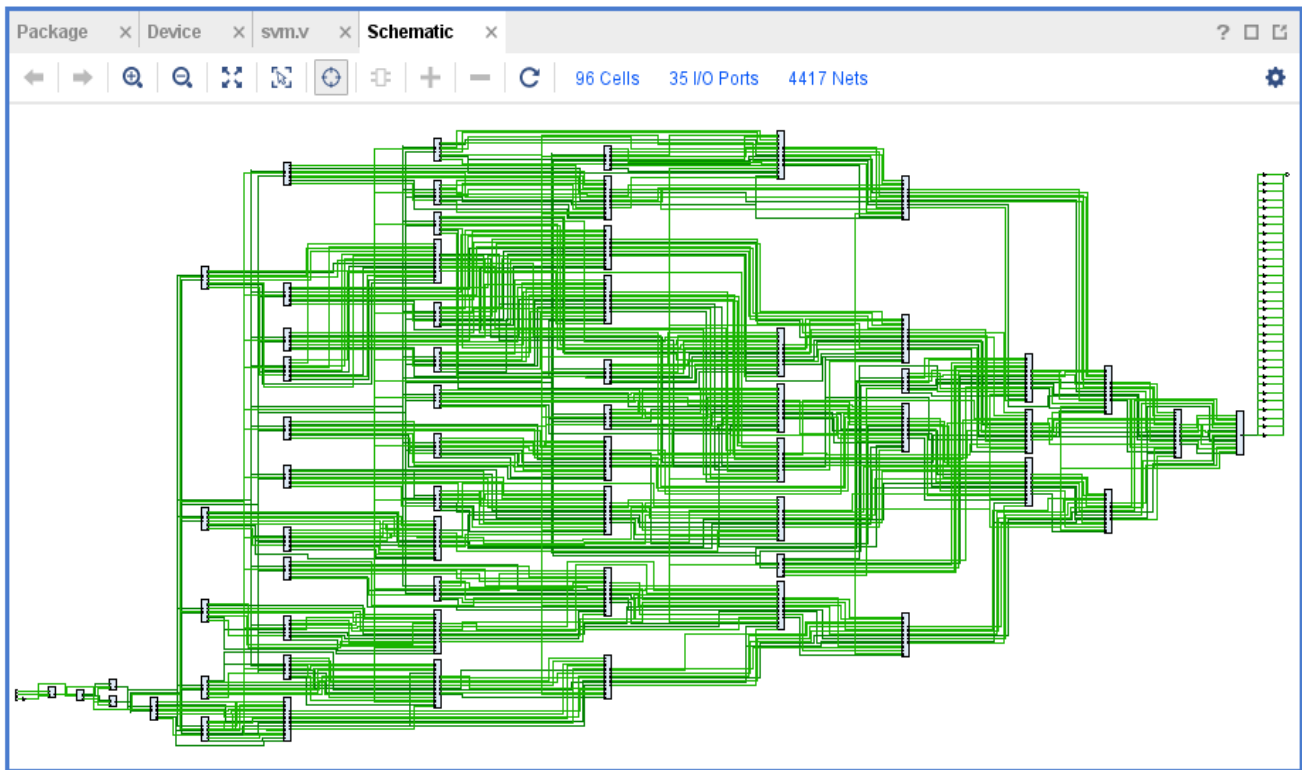 Package × Device × svm.v × Schematic × ?
96 Cells 35 I/O Ports 4417 Nets